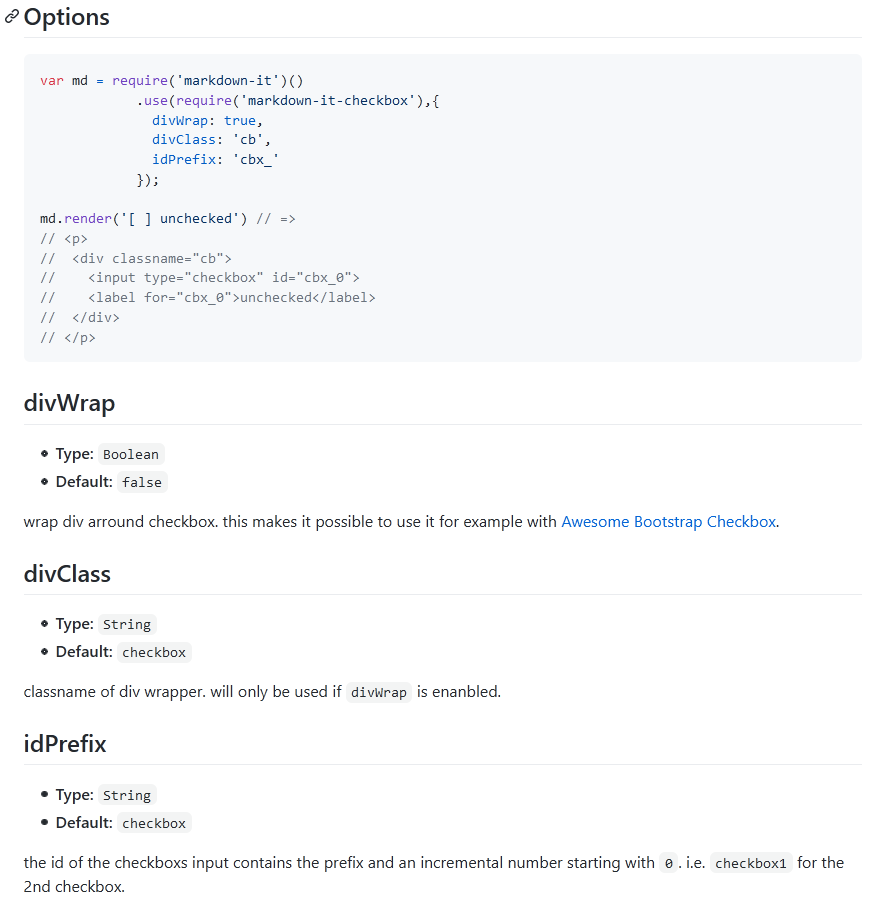 Options
var md = require('markdown-it')()
.use(require('markdown-it-checkbox'),{
divWrap: true,
divClass: 'cb',
idPrefix: 'cbx_'
});
md.render('[ ] unchecked') // =>
// <p>
//  <div classname="cb">
//    <input type="checkbox" id="cbx_0">
//    <label for="cbx_0">unchecked</label>
//  </div>
// </p>
divWrap
• Type: Boolean
• Default: false
wrap div arround checkbox. this makes it possible to use it for example with Awesome Bootstrap Checkbox.
divClass
• Type: String
• Default: checkbox
classname of div wrapper. will only be used if divWrap is enanbled.
idPrefix
• Type: String
• Default: checkbox
the id of the checkboxs input contains the prefix and an incremental number starting with 0. i.e. checkbox1 for the
2nd checkbox.